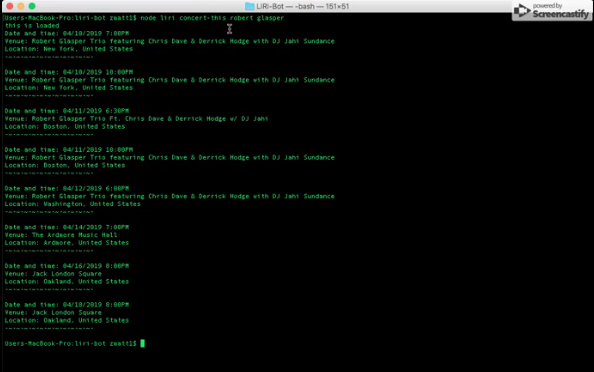 LIRI-Bot — -bash — 151×51
powered by
Screencastify
Users-MacBook-Pro:liri-bot zmatt1$ node liri concert-this robert glasper
this is loaded
Date and time: 04/10/2019 7:00PM
Venue: Robert Glasper Trio featuring Chris Dave & Derrick Hodge with DJ Jahi Sundance
Location: New York, United States
~-~-~-~-~-~-~-~-~-~-~-~-
Date and time: 04/10/2019 10:00PM
Venue: Robert Glasper Trio featuring Chris Dave & Derrick Hodge with DJ Jahi Sundance
Location: New York, United States
~-~-~-~-~-~-~-~-~-~-~-~-
Date and time: 04/11/2019 6:30PM
Venue: Robert Glasper Trio Ft. Chris Dave & Derrick Hodge w/ DJ Jahi
Location: Boston, United States
~-~-~-~-~-~-~-~-~-~-~-~-
Date and time: 04/11/2019 10:00PM
Venue: Robert Glasper Trio featuring Chris Dave & Derrick Hodge with DJ Jahi Sundance
Location: Boston, United States
~-~-~-~-~-~-~-~-~-~-~-~-
Date and time: 04/12/2019 6:00PM
Venue: Robert Glasper Trio featuring Chris Dave & Derrick Hodge with DJ Jahi Sundance
Location: Washington, United States
~-~-~-~-~-~-~-~-~-~-~-~-
Date and time: 04/14/2019 7:00PM
Venue: The Ardmore Music Hall
Location: Ardmore, United States
~-~-~-~-~-~-~-~-~-~-~-~-
Date and time: 04/16/2019 8:00PM
Venue: Jack London Square
Location: Oakland, United States
~-~-~-~-~-~-~-~-~-~-~-~-
Date and time: 04/18/2019 8:00PM
Venue: Jack London Square
Location: Oakland, United States
~-~-~-~-~-~-~-~-~-~-~-~-
Users-MacBook-Pro:liri-bot zmatt1$